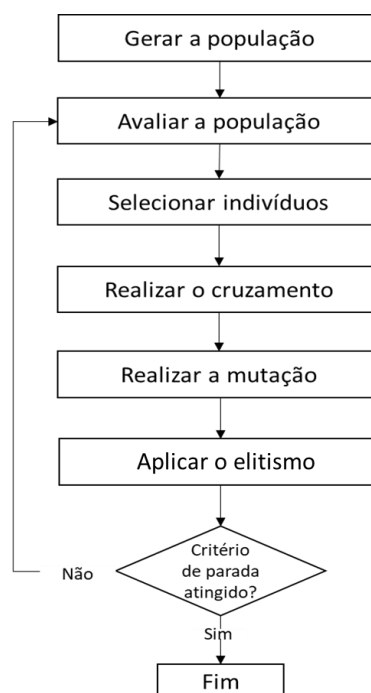 Gerar a população
Avaliar a população
Selecionar indivíduos
Realizar o cruzamento
Realizar a mutação
Aplicar o elitismo
Critério
de parada
atingido?
Não
Sim
Fim